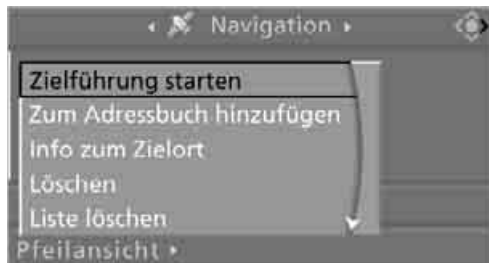 Navigation
Zielführung starten
Zum Adressbuch hinzufügen
Info zum Zielort
Löschen
Liste löschen
Pfeilansicht